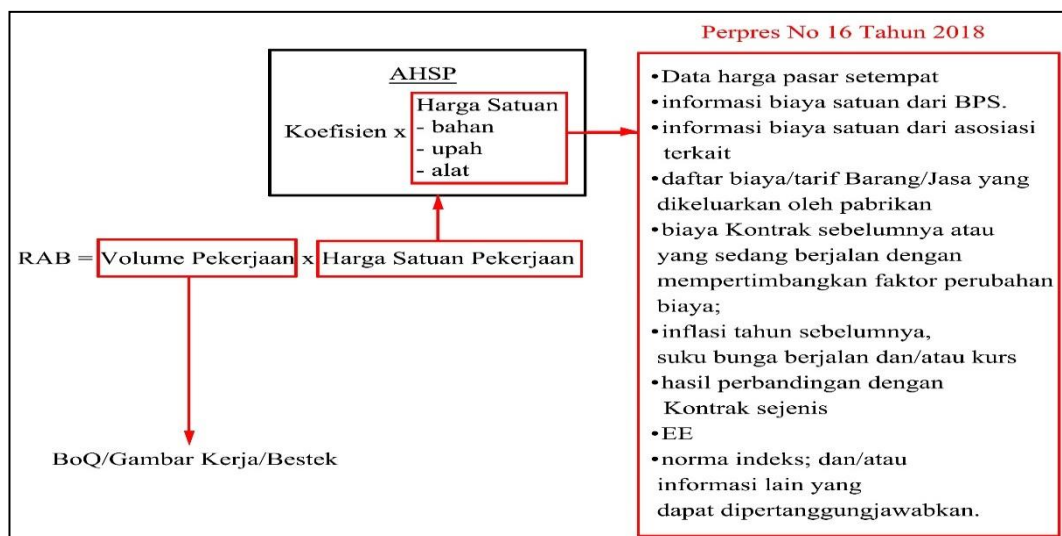 Perpres No 16 Tahun 2018
AHSP
Koefisien x
Harga Satuan
- bahan
- upah
- alat
RAB = Volume Pekerjaan x Harga Satuan Pekerjaan
BoQ/Gambar Kerja/Bestek
•Data harga pasar setempat
•informasi biaya satuan dari BPS.
•informasi biaya satuan dari asosiasi
terkait
•daftar biaya/tarif Barang/Jasa yang
dikeluarkan oleh pabrikan
•biaya Kontrak sebelumnya atau
yang sedang berjalan dengan
mempertimbangkan faktor perubahan
biaya;
•inflasi tahun sebelumnya,
suku bunga berjalan dan/atau kurs
•hasil perbandingan dengan
Kontrak sejenis
•EE
•norma indeks; dan/atau
informasi lain yang
dapat dipertanggungjawabkan.